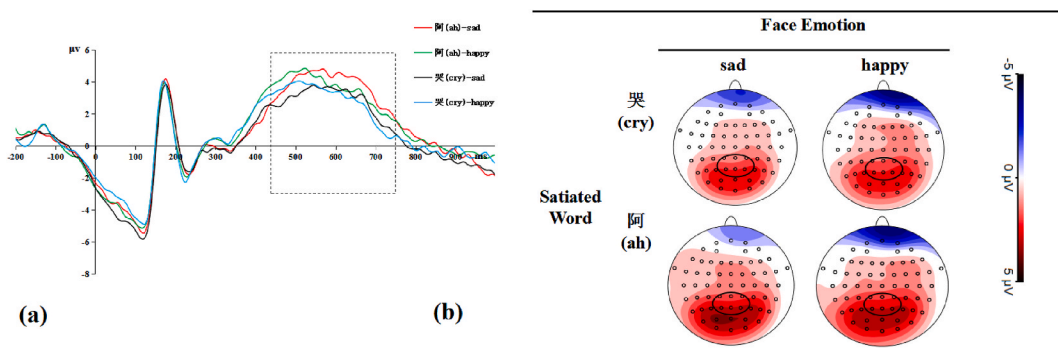 μv
6
4
2
0
-2
-4
-6
-8
-200
-100
0
100
200
300
400
500
600
700
800
900
ms
阿(ah)-sad
阿(ah)-happy
哭(cry)-sad
哭(cry)-happy
(a)
(b)
Face Emotion
sad
happy
哭
(cry)
Satiated
Word
阿
(ah)
-5 μV
0 μV
5 μV